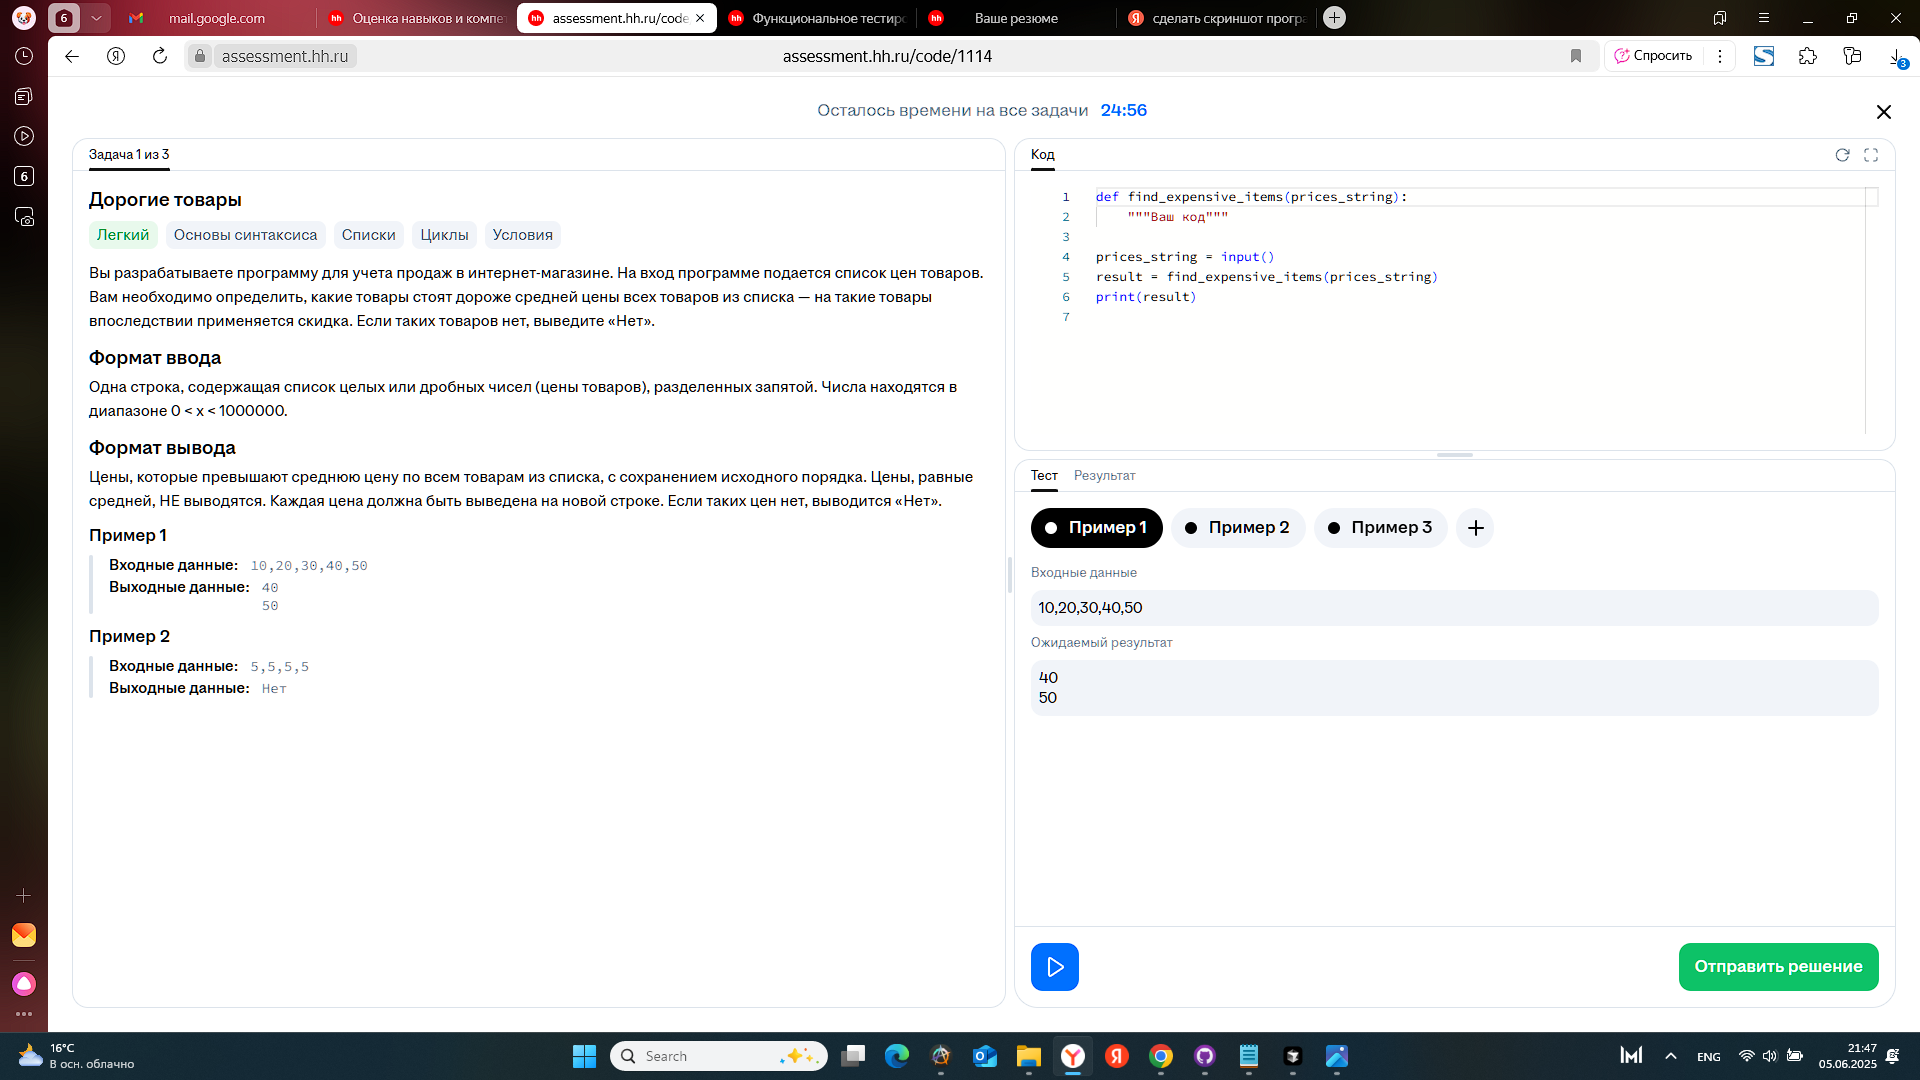 6
mail.google.com
Оценка навыков и компе
assessment.hh.ru/code
Функциональное тестиро
Ваше резюме
сделать скриншот програ
assessment.hh.ru
assessment.hh.ru/code/1114
Спросить
3
6
Осталось времени на все задачи 24:56
Задача 1 из 3
Дорогие товары
Легкий
Основы синтаксиса
Списки
Циклы
Условия
Вы разрабатываете программу для учета продаж в интернет-магазине. На вход программе подается список цен товаров.
Вам необходимо определить, какие товары стоят дороже средней цены всех товаров из списка — на такие товары
впоследствии применяется скидка. Если таких товаров нет, выведите «Нет».
Формат ввода
Одна строка, содержащая список целых или дробных чисел (цены товаров), разделенных запятой. Числа находятся в
диапазоне 0 < x < 1000000.
Формат вывода
Цены, которые превышают среднюю цену по всем товарам из списка, с сохранением исходного порядка. Цены, равные
средней, НЕ выводятся. Каждая цена должна быть выведена на новой строке. Если таких цен нет, выводится «Нет».
Пример 1
Входные данные: 10,20,30,40,50
Выходные данные: 40
50
Пример 2
Входные данные: 5,5,5,5
Выходные данные: Нет
Код
1 def find_expensive_items(prices_string):
2 """Ваш код"""
3
4 prices_string = input()
5 result = find_expensive_items(prices_string)
6 print(result)
7
Тест
Результат
Пример 1
Пример 2
Пример 3
Входные данные
10,20,30,40,50
Ожидаемый результат
40
50
Отправить решение
16°C
В осн. облачно
Search
ENG
21:47
05.06.2025